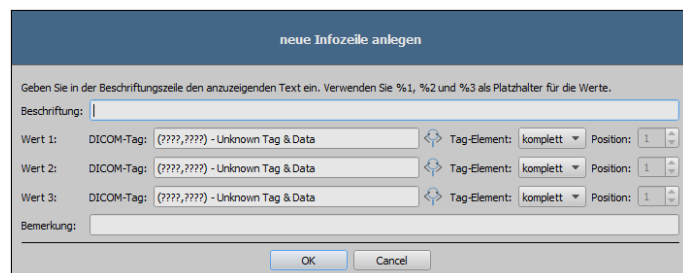 neue Infozeile anlegen
Geben Sie in der Beschriftungszeile den anzuzeigenden Text ein. Verwenden Sie %1, %2 und %3 als Platzhalter für die Werte.
Beschriftung:
Wert 1: DICOM-Tag: (????,????) - Unknown Tag & Data Tag-Element: komplett Position: 1
Wert 2: DICOM-Tag: (????,????) - Unknown Tag & Data Tag-Element: komplett Position: 1
Wert 3: DICOM-Tag: (????,????) - Unknown Tag & Data Tag-Element: komplett Position: 1
Bemerkung:
OK Cancel